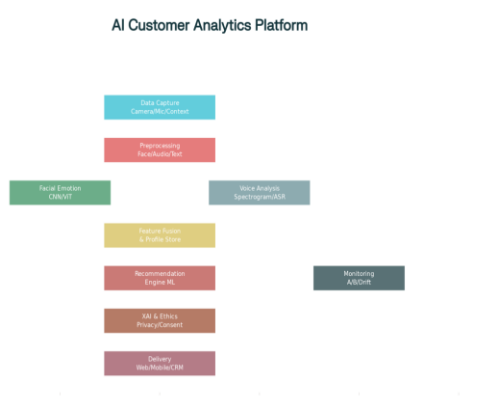 AI Customer Analytics Platform
Data Capture
Camera/Mic/Context
Preprocessing
Face/Audio/Text
Facial Emotion
CNN/ViT
Voice Analysis
Spectrogram/ASR
Feature Fusion
& Profile Store
Recommendation
Engine ML
Monitoring
A/B/Drift
XAI & Ethics
Privacy/Consent
Delivery
Web/Mobile/CRM